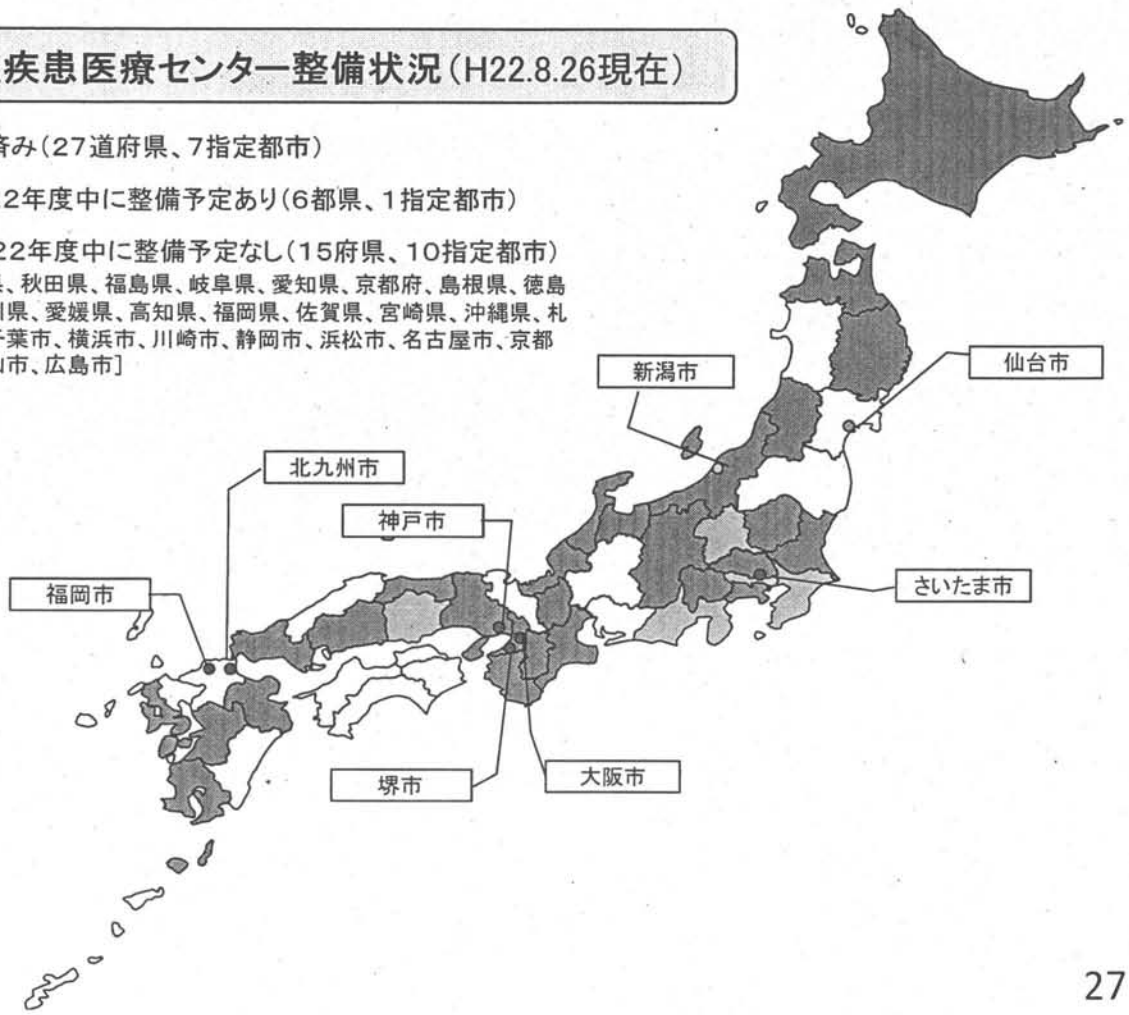 疾患医療センター整備状況(H22.8.26現在)
済み(27道府県、7指定都市)
2年度中に整備予定あり(6都県、1指定都市)
22年度中に整備予定なし(15府県、10指定都市)
県、秋田県、福島県、岐阜県、愛知県、京都府、島根県、徳島
川県、愛媛県、高知県、福岡県、佐賀県、宮崎県、沖縄県、札
千葉市、横浜市、川崎市、静岡市、浜松市、名古屋市、京都
山市、広島市]
新潟市
仙台市
北九州市
神戸市
福岡市
さいたま市
堺市
大阪市
27